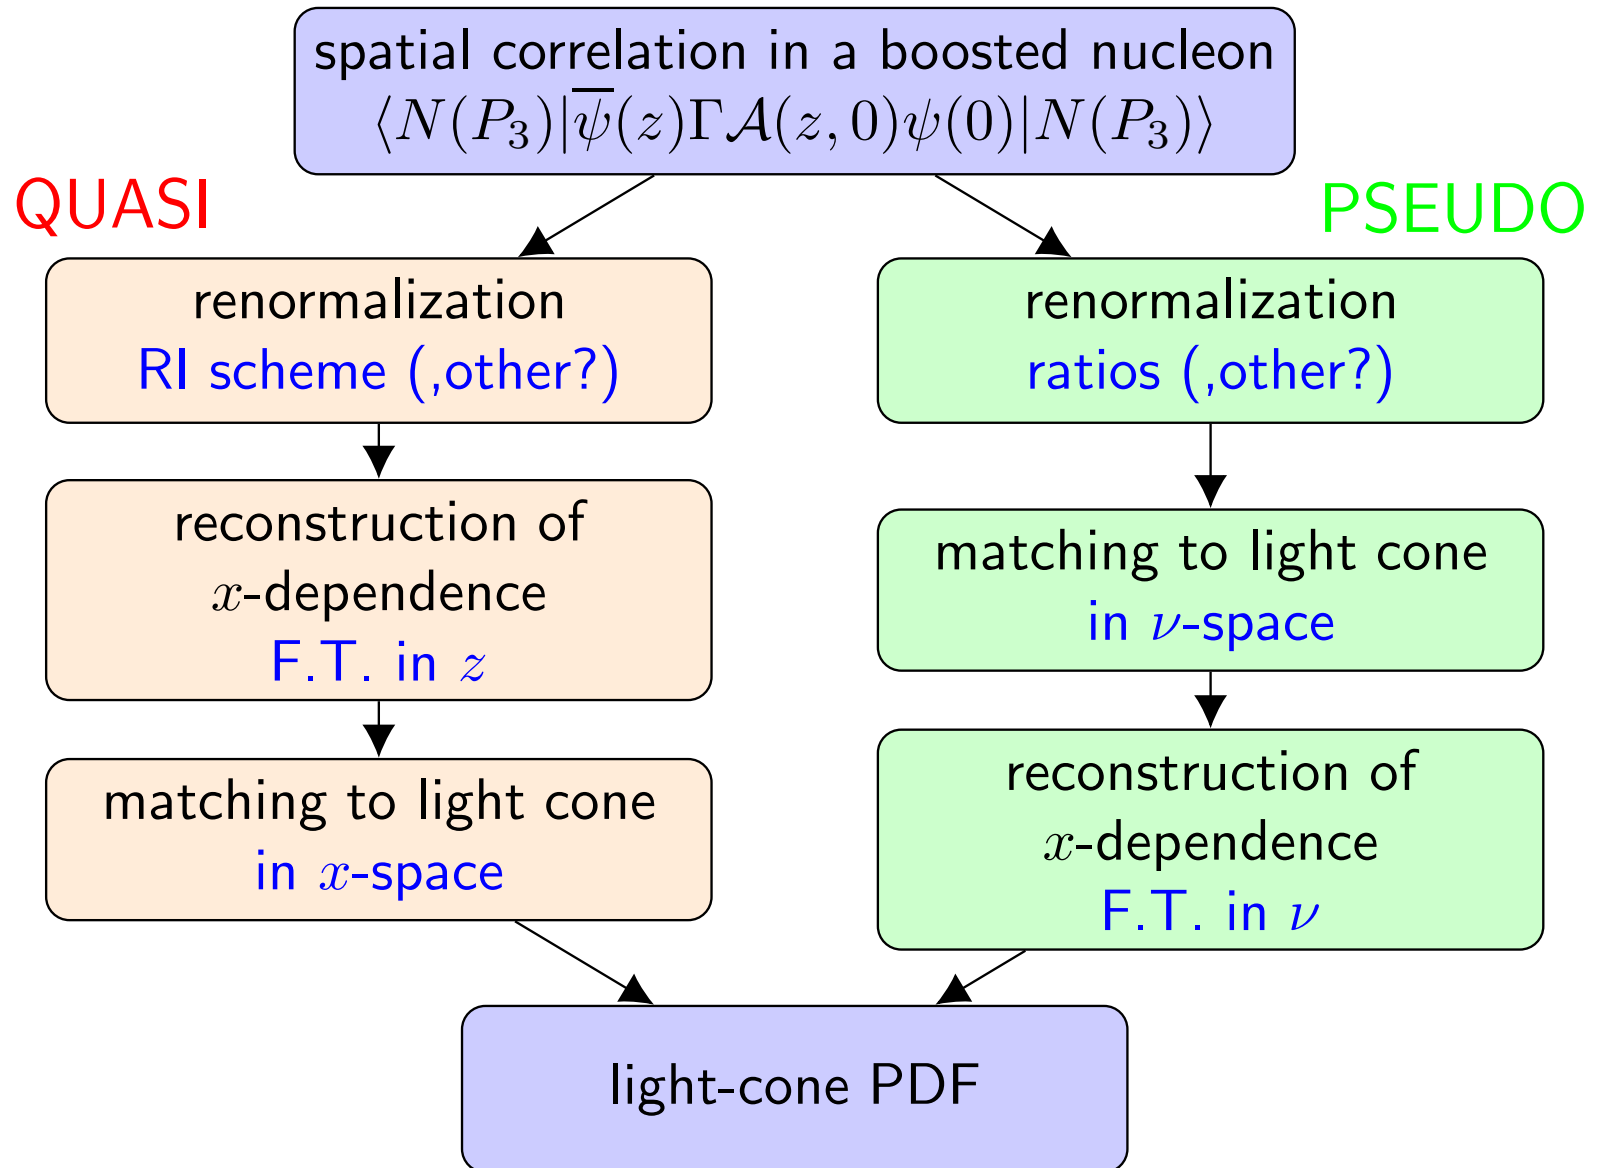 spatial correlation in a boosted nucleon
⟨N(P₃)|ψ̅(z)Γ𝒜(z, 0)ψ(0)|N(P₃)⟩
QUASI
PSEUDO
renormalization
RI scheme (,other?)
renormalization
ratios (,other?)
reconstruction of
x-dependence
F.T. in z
matching to light cone
in ν-space
matching to light cone
in x-space
reconstruction of
x-dependence
F.T. in ν
light-cone PDF